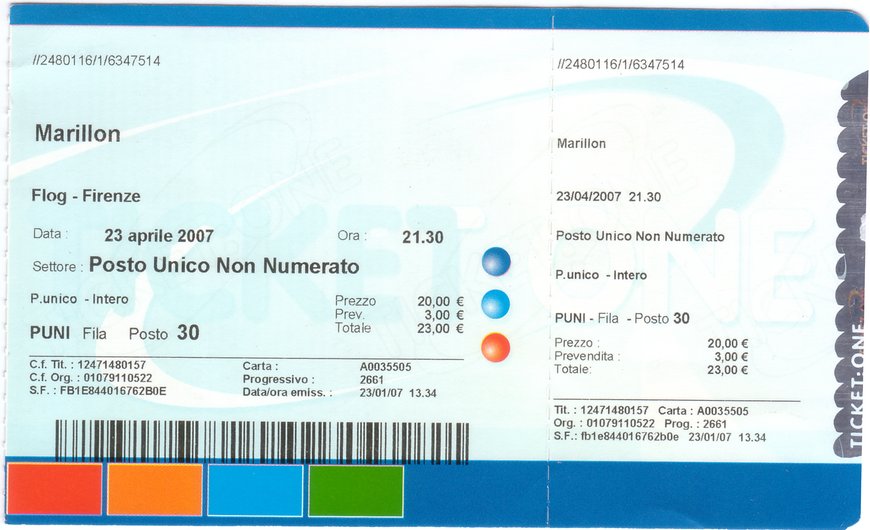 //2480116/1/6347514
Marillon
Flog - Firenze
Data : 23 aprile 2007 Ora : 21.30
Settore : Posto Unico Non Numerato
P.unico - Intero
Prezzo 20,00 €
Prev. 3,00 €
Totale 23,00 €
PUNI Fila Posto 30
C.f. Tit. : 12471480157 Carta : A0035505
C.f. Org. : 01079110522 Progressivo : 2661
S.F. : FB1E844016762B0E Data/ora emiss. : 23/01/07 13.34
//2480116/1/6347514
Marillon
23/04/2007 21.30
Posto Unico Non Numerato
P.unico - Intero
PUNI - Fila - Posto 30
Prezzo : 20,00 €
Prevendita : 3,00 €
Totale: 23,00 €
Tit. : 12471480157 Carta : A0035505
Org. : 01079110522 Prog. : 2661
S.F.: fb1e844016762b0e 23/01/07 13.34
TICKET:ONE
TICKETONE